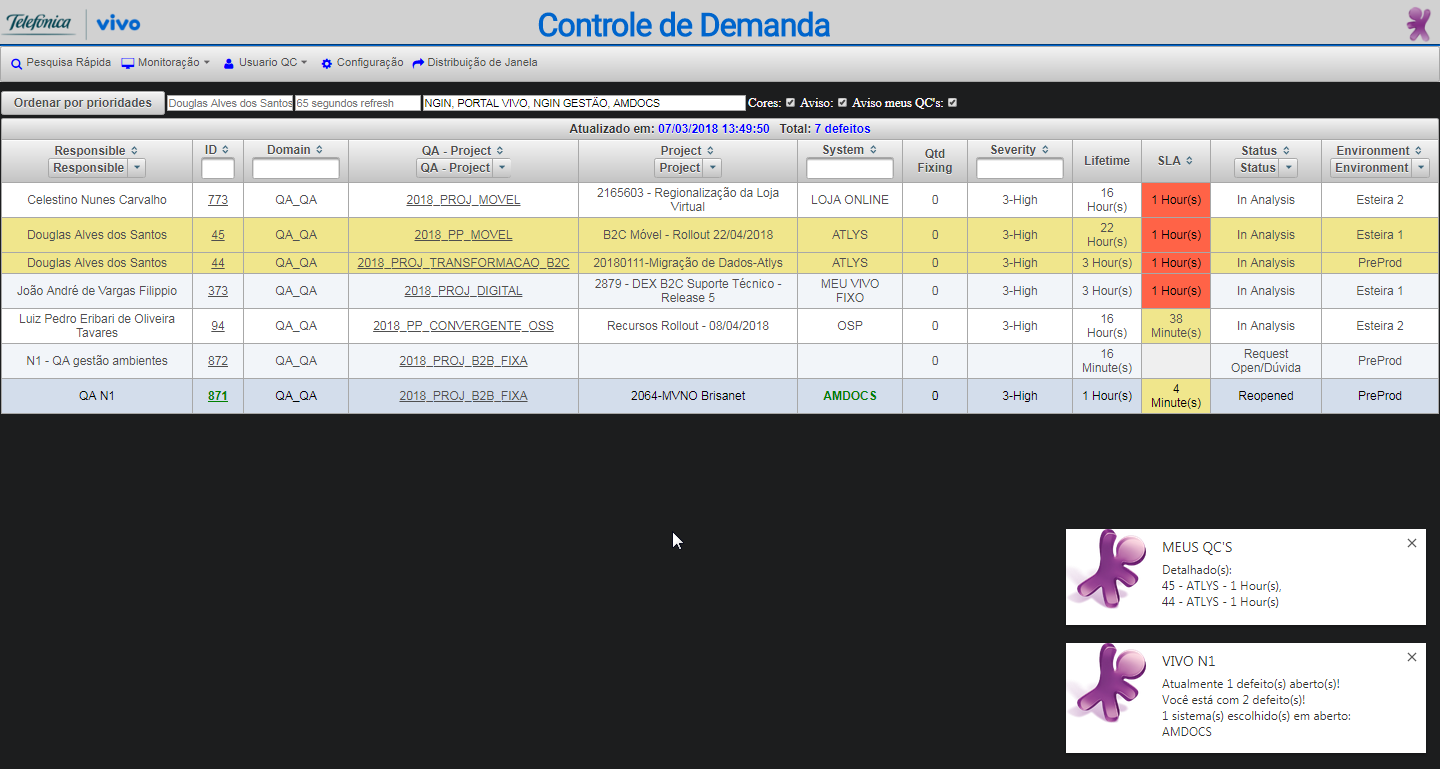 Telefónica vivo Controle de Demanda
Pesquisa Rápida Monitoração Usuario QC Configuração Distribuição de Janela
Ordenar por prioridades Douglas Alves dos Santos 65 segundos refresh NGIN, PORTAL VIVO, NGIN GESTÃO, AMDOCS Cores: Aviso: Aviso meus QC's:
Atualizado em: 07/03/2018 13:49:50 Total: 7 defeitos
Responsible ID Domain QA - Project Project System Qtd Fixing Severity Lifetime SLA Status Environment
Responsible QA - Project Project Status Environment
Celestino Nunes Carvalho 773 QA_QA 2018_PROJ_MOVEL 2165603 - Regionalização da Loja Virtual LOJA ONLINE 0 3-High 16 Hour(s) 1 Hour(s) In Analysis Esteira 2
Douglas Alves dos Santos 45 QA_QA 2018_PP_MOVEL B2C Móvel - Rollout 22/04/2018 ATLYS 0 3-High 22 Hour(s) 1 Hour(s) In Analysis Esteira 1
Douglas Alves dos Santos 44 QA_QA 2018_PROJ_TRANSFORMACAO_B2C 20180111-Migração de Dados-Atlys ATLYS 0 3-High 3 Hour(s) 1 Hour(s) In Analysis PreProd
João André de Vargas Filippio 373 QA_QA 2018_PROJ_DIGITAL 2879 - DEX B2C Suporte Técnico - Release 5 MEU VIVO FIXO 0 3-High 3 Hour(s) 1 Hour(s) In Analysis Esteira 1
Luiz Pedro Eribari de Oliveira Tavares 94 QA_QA 2018_PP_CONVERGENTE_OSS Recursos Rollout - 08/04/2018 OSP 0 3-High 16 Hour(s) 38 Minute(s) In Analysis Esteira 2
N1 - QA gestão ambientes 872 QA_QA 2018_PROJ_B2B_FIXA 0 16 Minute(s) Request Open/Dúvida PreProd
QA N1 871 QA_QA 2018_PROJ_B2B_FIXA 2064-MVNO Brisanet AMDOCS 0 3-High 1 Hour(s) 4 Minute(s) Reopened PreProd
MEUS QC'S
Detalhado(s):
45 - ATLYS - 1 Hour(s),
44 - ATLYS - 1 Hour(s)
VIVO N1
Atualmente 1 defeito(s) aberto(s)!
Você está com 2 defeito(s)!
1 sistema(s) escolhido(s) em aberto:
AMDOCS